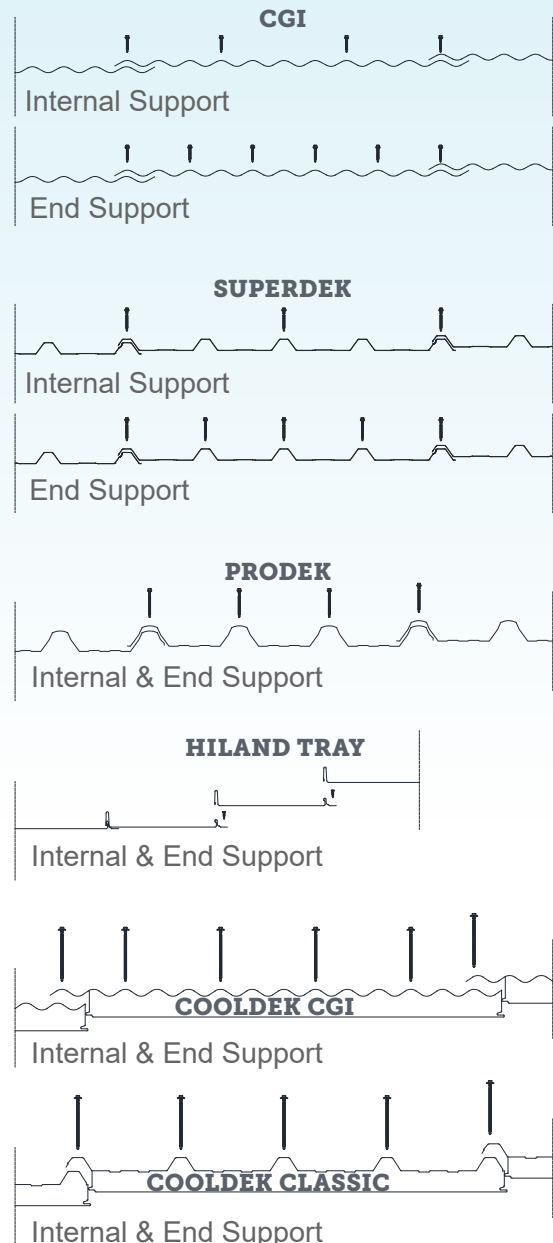 CGI
Internal Support
End Support
SUPERDEK
Internal Support
End Support
PRODEK
Internal & End Support
HILAND TRAY
Internal & End Support
COOLDEK CGI
Internal & End Support
COOLDEK CLASSIC
Internal & End Support